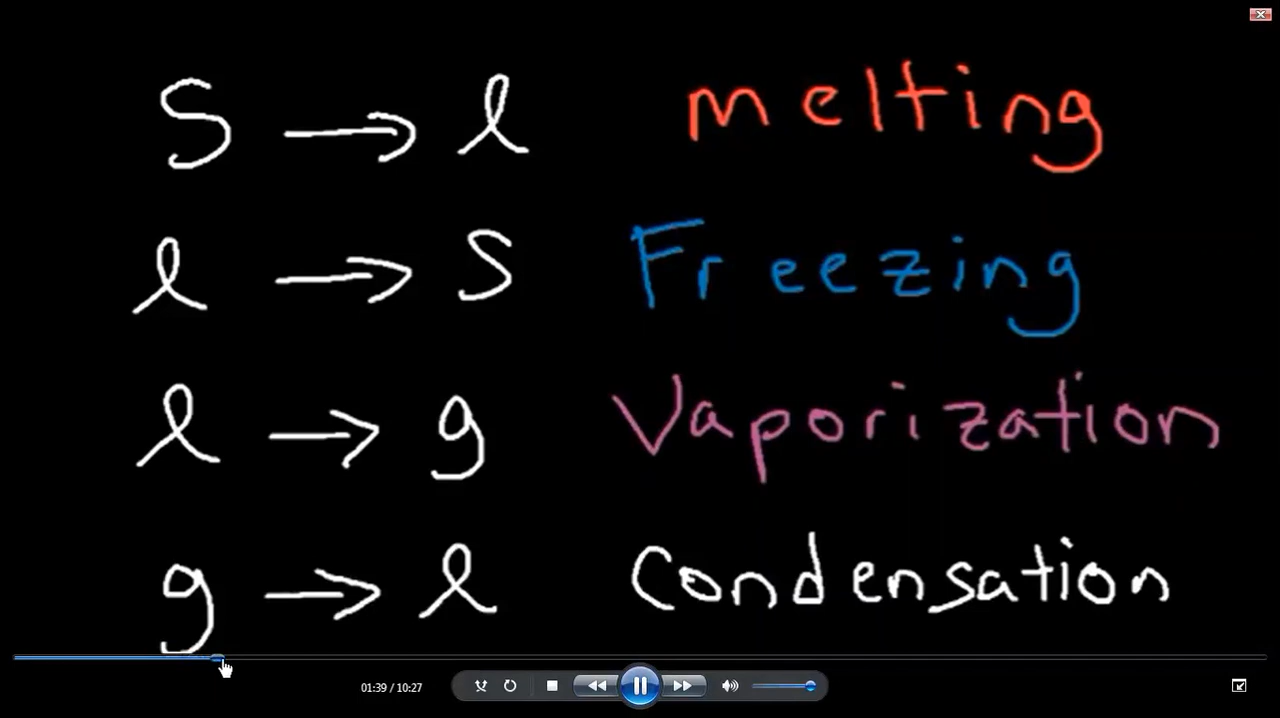 S → l melting
l → S Freezing
l → g Vaporization
g → l Condensation
01:39 / 10:27